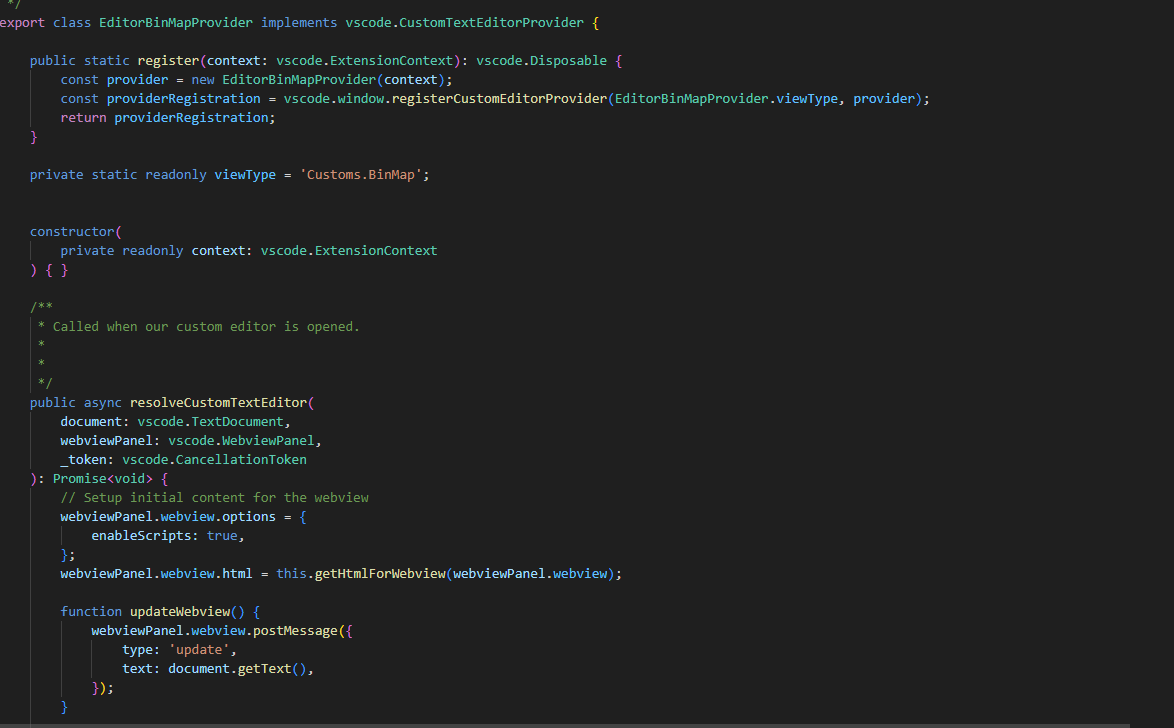 */
export class EditorBinMapProvider implements vscode.CustomTextEditorProvider {
public static register(context: vscode.ExtensionContext): vscode.Disposable {
const provider = new EditorBinMapProvider(context);
const providerRegistration = vscode.window.registerCustomEditorProvider(EditorBinMapProvider.viewType, provider);
return providerRegistration;
}
private static readonly viewType = 'Customs.BinMap';
constructor(
private readonly context: vscode.ExtensionContext
) { }
/**
* Called when our custom editor is opened.
*
*
*/
public async resolveCustomTextEditor(
document: vscode.TextDocument,
webviewPanel: vscode.WebviewPanel,
_token: vscode.CancellationToken
): Promise<void> {
// Setup initial content for the webview
webviewPanel.webview.options = {
enableScripts: true,
};
webviewPanel.webview.html = this.getHtmlForWebview(webviewPanel.webview);
function updateWebview() {
webviewPanel.webview.postMessage({
type: 'update',
text: document.getText(),
});
}